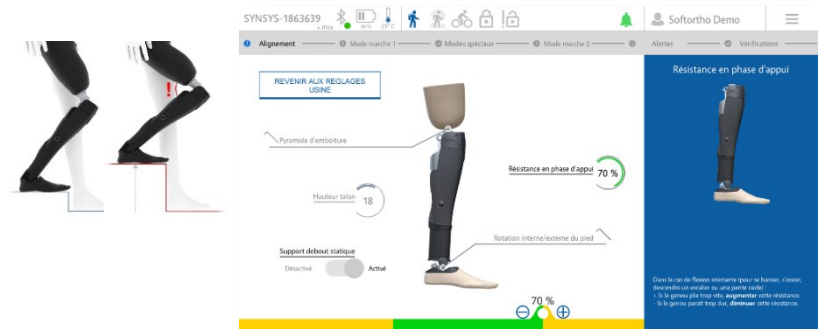 SYNSYS-1863639
Softortho Demo
Alignement
Mode marche 1
Modes spéciaux
Mode marche 2
Alertes
Vérifications
REVENIR AUX REGLAGES
USINE
Pyramide d'emboiture
Hauteur talon
18
Support debout statique
Désactivé
Activé
Résistance en phase d'appui
70 %
Rotation interne/externe du pied
70 %
Résistance en phase d'appui
Dans le cas de flexion résistante (pour se baisser, s'assoir,
descendre un escalier ou une pente raide) :
- Si le genou plie trop vite, augmenter cette résistance.
- Si le genou paraît trop dur, diminuer cette résistance.